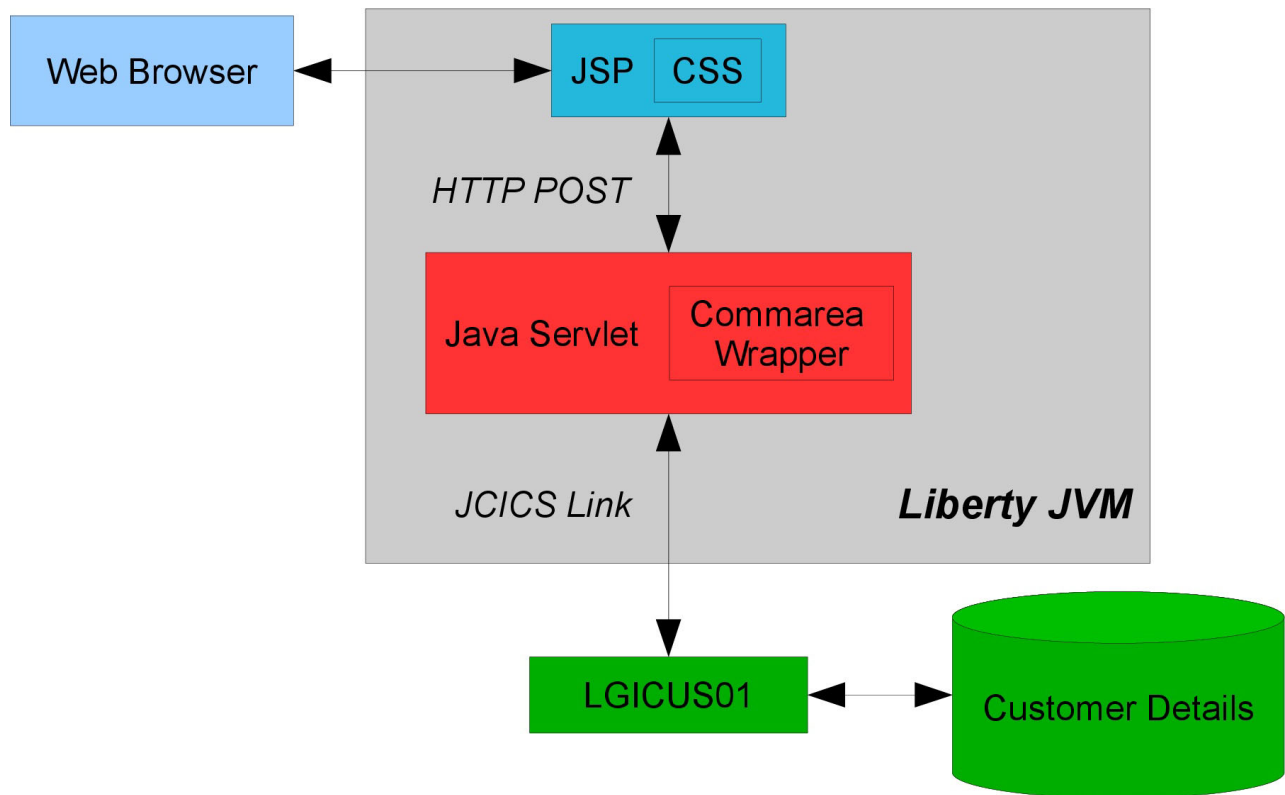 Web Browser
JSP
CSS
HTTP POST
Java Servlet
Commarea
Wrapper
JCICS Link
Liberty JVM
LGICUS01
Customer Details